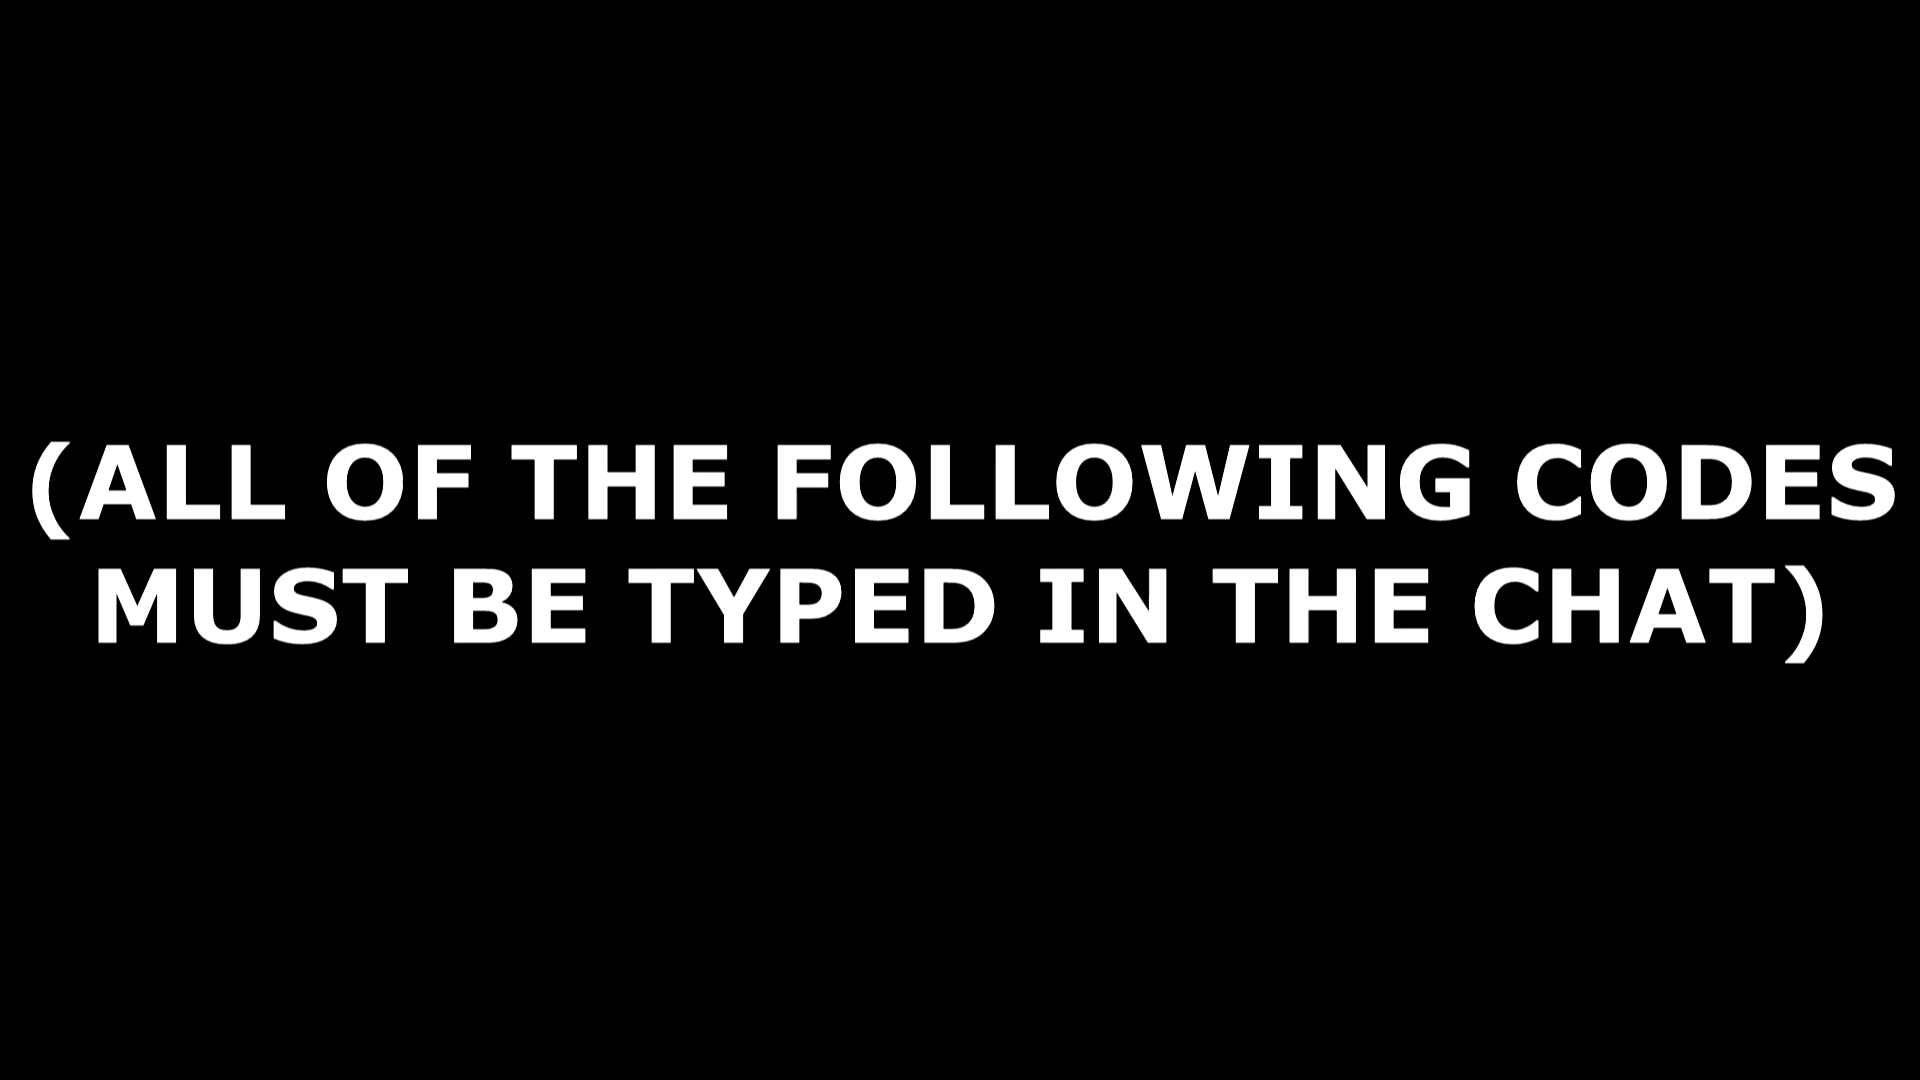 (ALL OF THE FOLLOWING CODES
MUST BE TYPED IN THE CHAT)